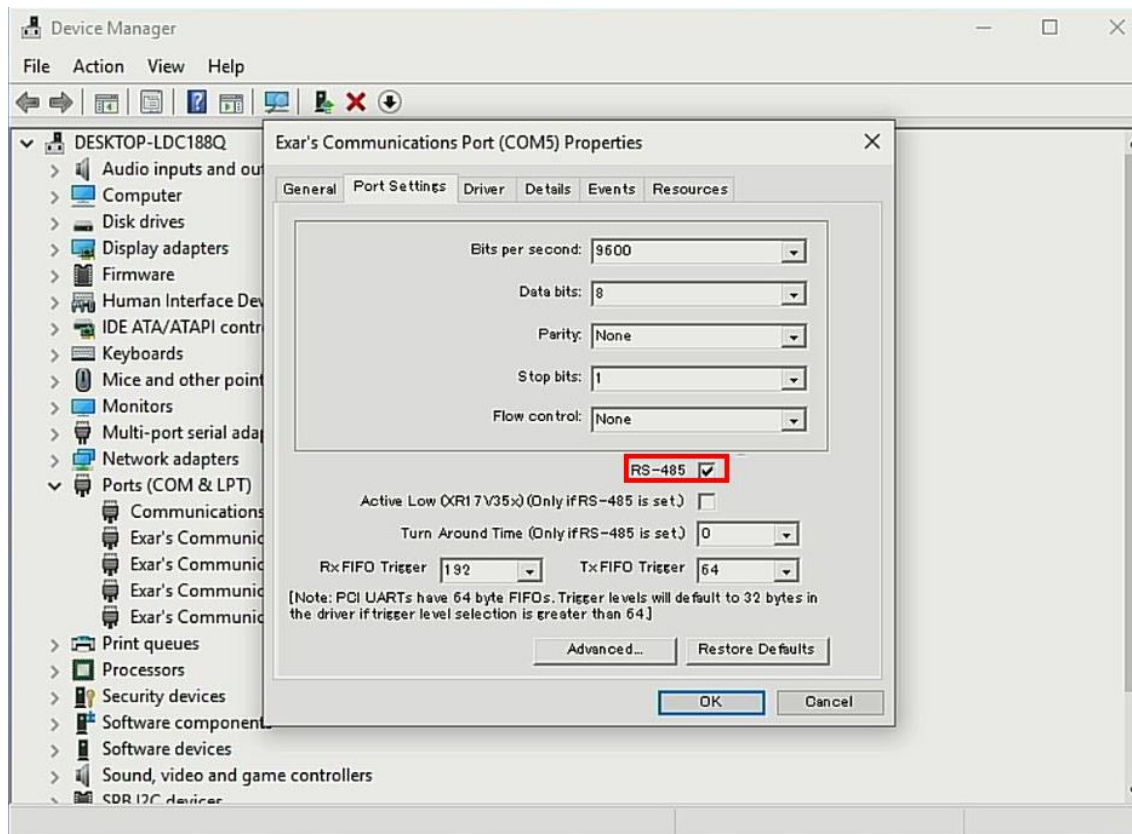 Device Manager
File Action View Help
DESKTOP-LDC188Q
Audio inputs and ou
Computer
Disk drives
Display adapters
Firmware
Human Interface Dev
IDE ATA/ATAPI contr
Keyboards
Mice and other point
Monitors
Multi-port serial adap
Network adapters
Ports (COM & LPT)
Communications
Exar's Communic
Exar's Communic
Exar's Communic
Exar's Communic
Print queues
Processors
Security devices
Software component
Software devices
Sound, video and game controllers
SPB I2C devices
Exar's Communications Port (COM5) Properties
General Port Settings Driver Details Events Resources
Bits per second: 9600
Data bits: 8
Parity: None
Stop bits: 1
Flow control: None
RS-485
Active Low (XR17V35x) (Only if RS-485 is set.)
Turn Around Time (Only if RS-485 is set.) 0
Rx FIFO Trigger 192 Tx FIFO Trigger 64
[Note: PCI UARTs have 64 byte FIFOs. Trigger levels will default to 32 bytes in
the driver if trigger level selection is greater than 64.]
Advanced... Restore Defaults
OK Cancel